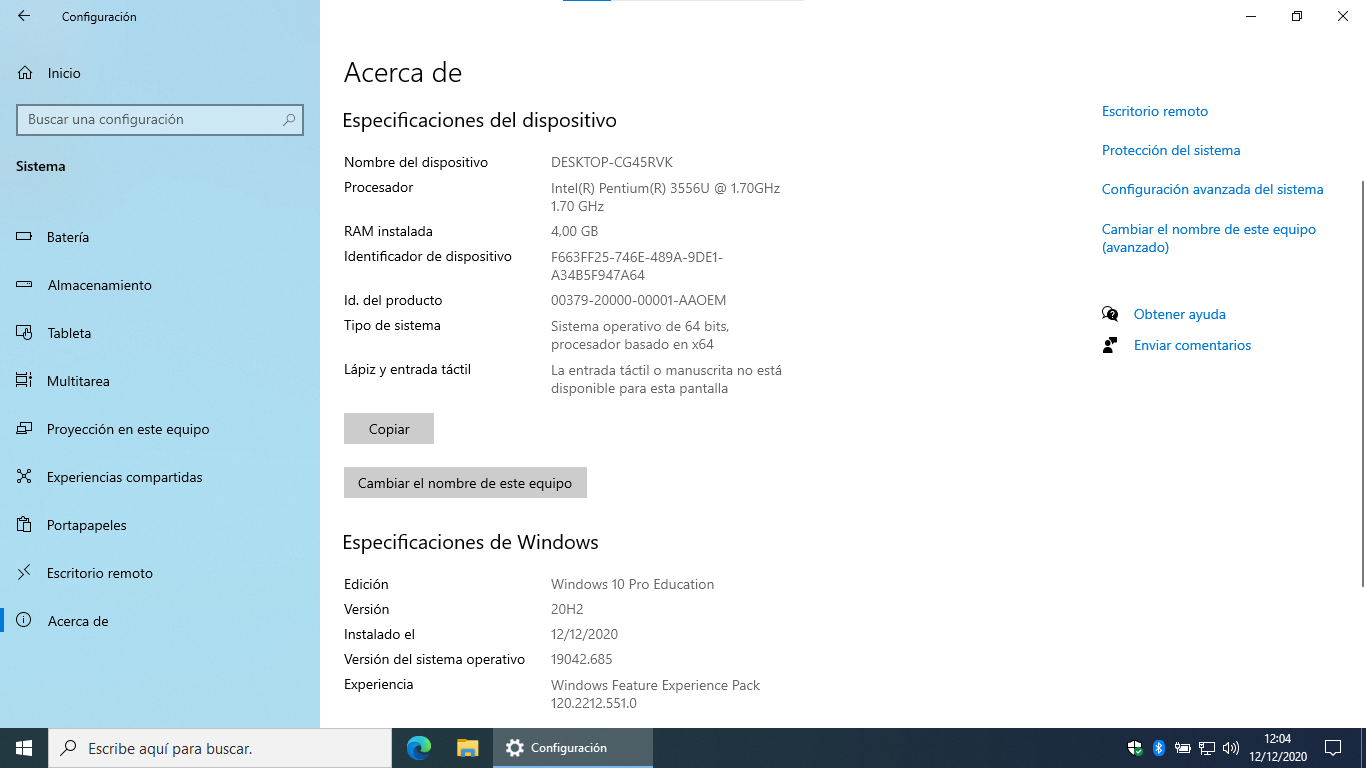 Configuración
Inicio
Buscar una configuración
Sistema
Batería
Almacenamiento
Tableta
Multitarea
Proyección en este equipo
Experiencias compartidas
Portapapeles
Escritorio remoto
Acerca de
Acerca de
Especificaciones del dispositivo
Nombre del dispositivo DESKTOP-CG45RVK
Procesador Intel(R) Pentium(R) 3556U @ 1.70GHz
1.70 GHz
RAM instalada 4,00 GB
Identificador de dispositivo F663FF25-746E-489A-9DE1-
A34B5F947A64
Id. del producto 00379-20000-00001-AAOEM
Tipo de sistema Sistema operativo de 64 bits,
procesador basado en x64
Lápiz y entrada táctil La entrada táctil o manuscrita no está
disponible para esta pantalla
Copiar
Cambiar el nombre de este equipo
Especificaciones de Windows
Edición Windows 10 Pro Education
Versión 20H2
Instalado el 12/12/2020
Versión del sistema operativo 19042.685
Experiencia Windows Feature Experience Pack
120.2212.551.0
Escritorio remoto
Protección del sistema
Configuración avanzada del sistema
Cambiar el nombre de este equipo
(avanzado)
Obtener ayuda
Enviar comentarios
Escribe aquí para buscar.
Configuración
12:04
12/12/2020